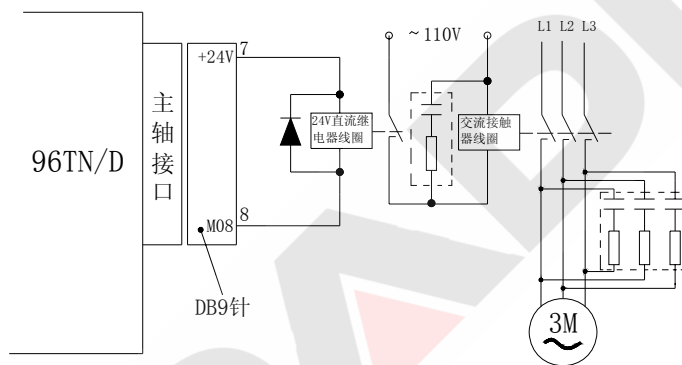 96TN/D
主轴接口
+24V
7
M08
8
DB9针
24V直流继
电器线圈
~110V
交流接触
器线圈
L1 L2 L3
3M